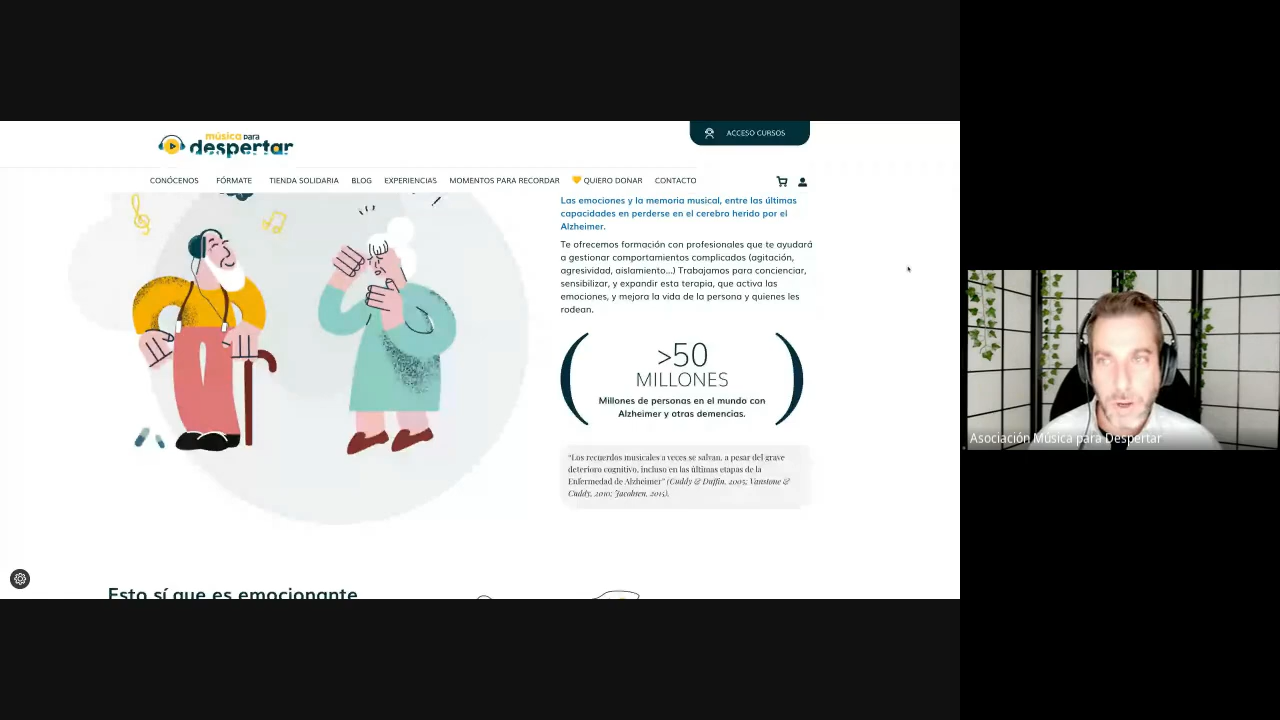 música para
despertar
ACCESO CURSOS
CONÓCENOS FÓRMATE TIENDA SOLIDARIA BLOG EXPERIENCIAS MOMENTOS PARA RECORDAR QUIERO DONAR CONTACTO
Las emociones y la memoria musical, entre las últimas
capacidades en perderse en el cerebro herido por el
Alzheimer.
Te ofrecemos formación con profesionales que te ayudará
a gestionar comportamientos complicados (agitación,
agresividad, aislamiento...) Trabajamos para concienciar,
sensibilizar, y expandir esta terapia, que activa las
emociones, y mejora la vida de la persona y quienes les
rodean.
>50
MILLONES
Millones de personas en el mundo con
Alzheimer y otras demencias.
“Los recuerdos musicales a veces se salvan, a pesar del grave
deterioro cognitivo, incluso en las últimas etapas de la
Enfermedad de Alzheimer” (Cuddy & Duffin, 2005; Vanstone &
Cuddy, 2010; Jacobsen, 2015).
Esto sí que es emocionante
Asociación Música para Despertar